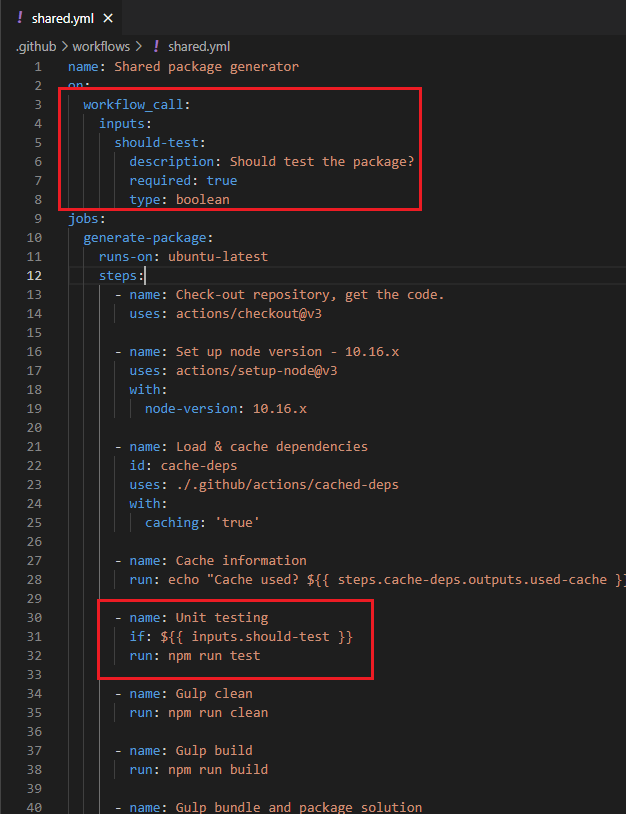 ! shared.yml ×
.github > workflows > ! shared.yml
1 name: Shared package generator
2 on:
3 workflow_call:
4 inputs:
5 should-test:
6 description: Should test the package?
7 required: true
8 type: boolean
9 jobs:
10 generate-package:
11 runs-on: ubuntu-latest
12 steps:
13 - name: Check-out repository, get the code.
14 uses: actions/checkout@v3
15
16 - name: Set up node version - 10.16.x
17 uses: actions/setup-node@v3
18 with:
19 node-version: 10.16.x
20
21 - name: Load & cache dependencies
22 id: cache-deps
23 uses: ./.github/actions/cached-deps
24 with:
25 caching: 'true'
26
27 - name: Cache information
28 run: echo "Cache used? ${{ steps.cache-deps.outputs.used-cache }
29
30 - name: Unit testing
31 if: ${{ inputs.should-test }}
32 run: npm run test
33
34 - name: Gulp clean
35 run: npm run clean
36
37 - name: Gulp build
38 run: npm run build
39
40 - name: Gulp bundle and package solution